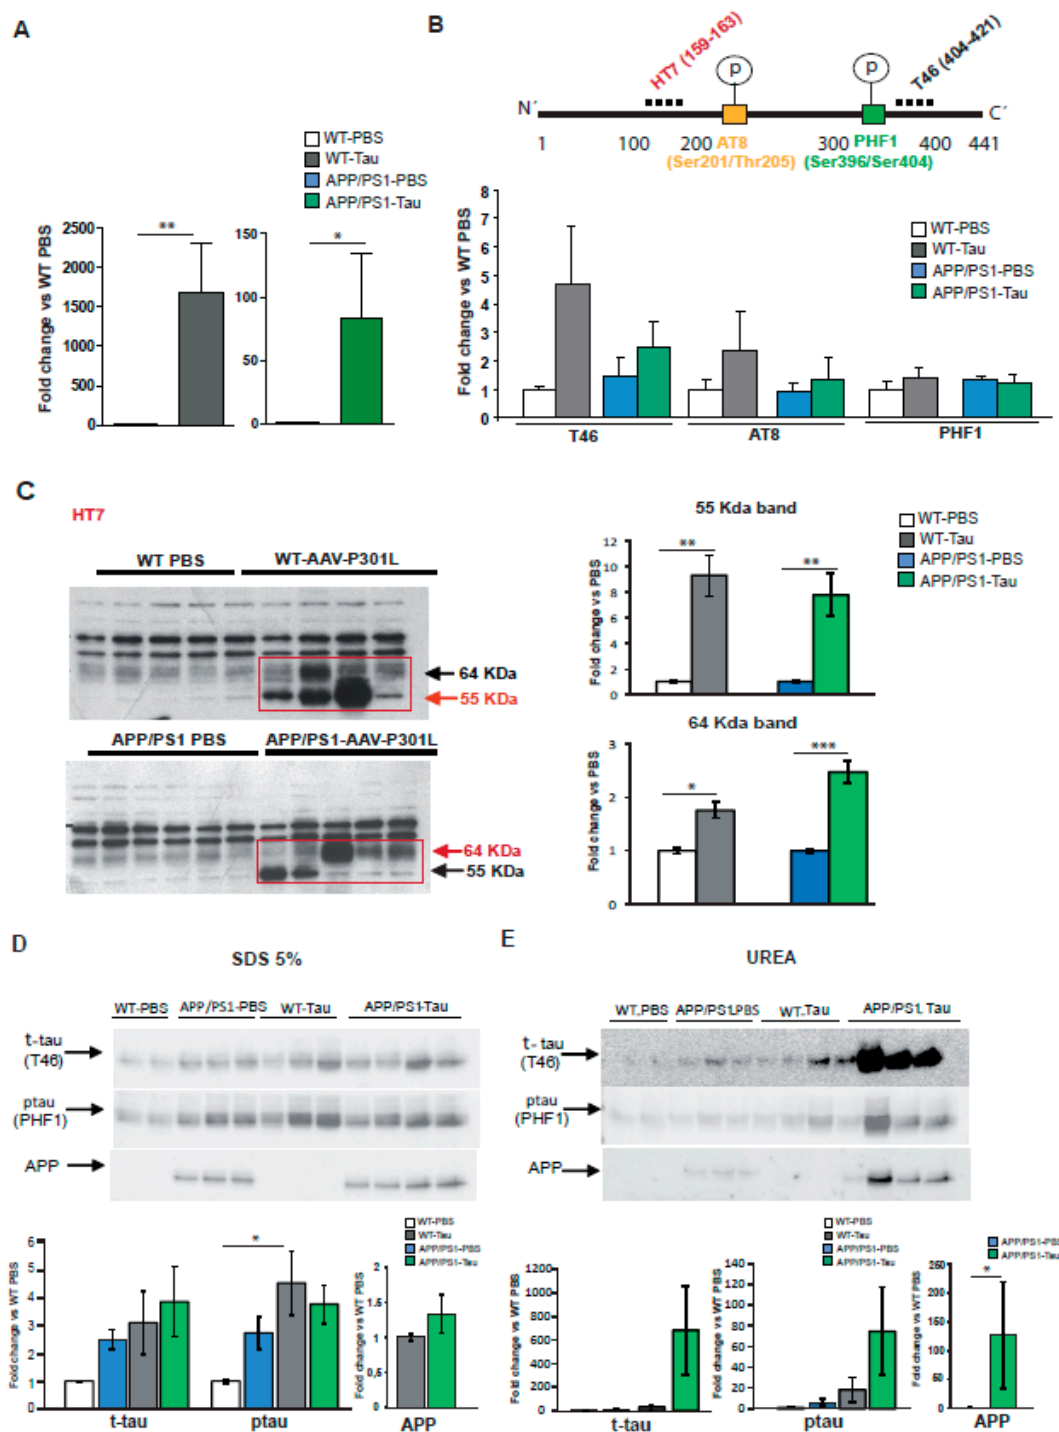 A
WT-PBS
WT-Tau
APP/PS1-PBS
APP/PS1-Tau
Fold change vs WT PBS
2500
2000
1500
1000
500
0
**
150
100
50
0
*
B
HT7 (159-163)
T46 (404-421)
p
p
N´
C´
1 100 200 AT8 300 PHF1 400 441
(Ser201/Thr205) (Ser396/Ser404)
Fold change vs WT PBS
8
7
6
5
4
3
2
1
0
WT-PBS
WT-Tau
APP/PS1-PBS
APP/PS1-Tau
T46 AT8 PHF1
C
HT7
WT PBS WT-AAV-P301L
64 KDa
55 KDa
APP/PS1 PBS APP/PS1-AAV-P301L
64 KDa
55 KDa
55 Kda band
Fold change vs PBS
12
10
8
6
4
2
0
** **
WT-PBS
WT-Tau
APP/PS1-PBS
APP/PS1-Tau
64 Kda band
Fold change vs PBS
3
2
1
0
* ***
D
SDS 5%
WT-PBS APP/PS1-PBS WT-Tau APP/PS1-Tau
t-tau
(T46)
ptau
(PHF1)
APP
WT-PBS
WT-Tau
APP/PS1-PBS
APP/PS1-Tau
Fold change vs WT PBS
6
5
4
3
2
1
0
*
t-tau ptau
Fold change vs WT PBS
2
1.5
1
0,5
0
APP
E
UREA
WT-PBS APP/PS1-PBS WT-Tau APP/PS1-Tau
t-tau
(T46)
ptau
(PHF1)
APP
WT-PBS
WT-Tau
APP/PS1-PBS
APP/PS1-Tau
Fold change vs WT PBS
1200
1000
800
600
400
200
0
t-tau
Fold change vs WT PBS
140
120
100
80
60
40
20
0
ptau
APP/PS1-PBS
APP/PS1-Tau
Fold change vs WT PBS
250
200
150
100
50
0
*
APP